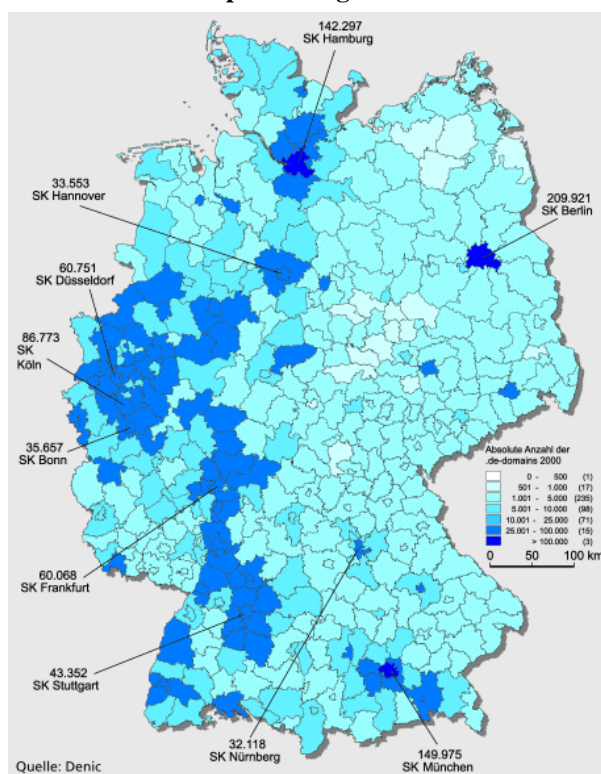 142.297
SK Hamburg
33.553
SK Hannover
209.921
SK Berlin
60.751
SK Düsseldorf
86.773
SK
Köln
35.657
SK Bonn
Absolute Anzahl der
.de-domains 2000
0 - 500 (1)
501 - 1.000 (17)
1.001 - 5.000 (235)
5.001 - 10.000 (98)
10.001 - 25.000 (71)
25.001 - 100.000 (15)
> 100.000 (3)
0 50 100 km
60.068
SK Frankfurt
43.352
SK Stuttgart
32.118
SK Nürnberg
149.975
SK München
Quelle: Denic